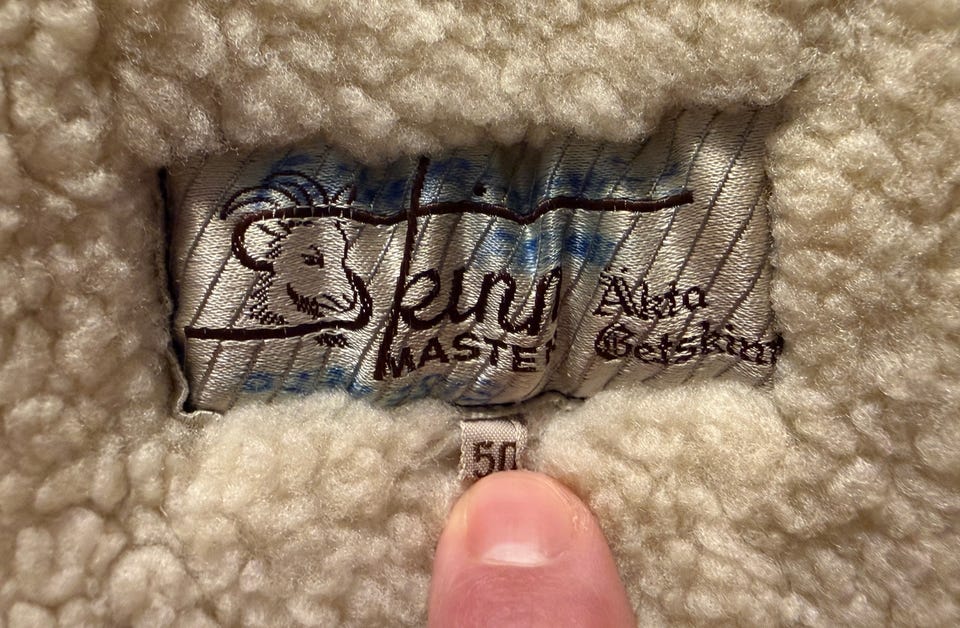 Skinn
MASTER
Äkta
Getskinn
50